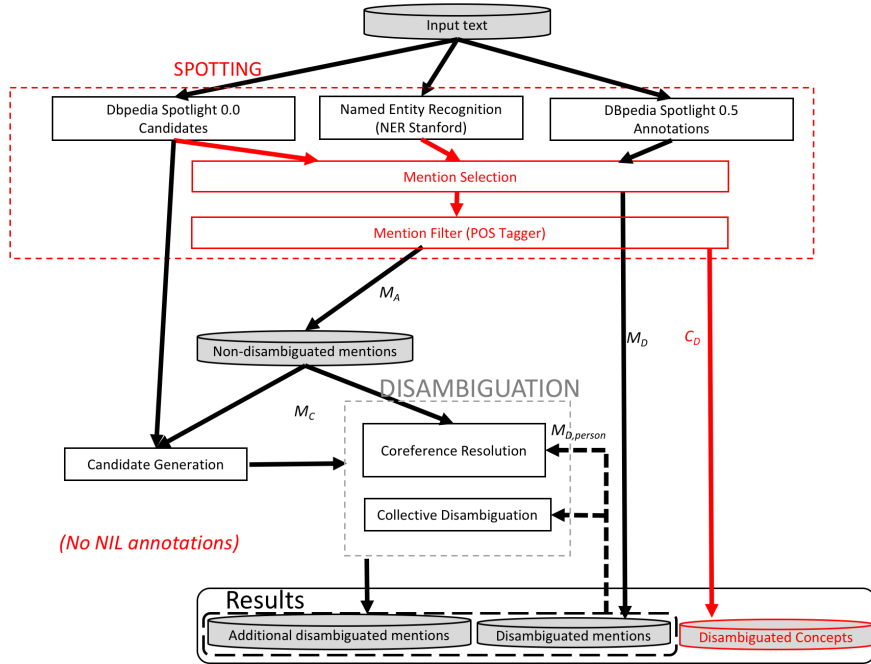 Input text
SPOTTING
Dbpedia Spotlight 0.0
Candidates
Named Entity Recognition
(NER Stanford)
DBpedia Spotlight 0.5
Annotations
Mention Selection
Mention Filter (POS Tagger)
M_A
Non-disambiguated mentions
M_D
C_D
DISAMBIGUATION
M_C
M_D,person
Coreference Resolution
Candidate Generation
Collective Disambiguation
(No NIL annotations)
Results
Additional disambiguated mentions
Disambiguated mentions
Disambiguated Concepts